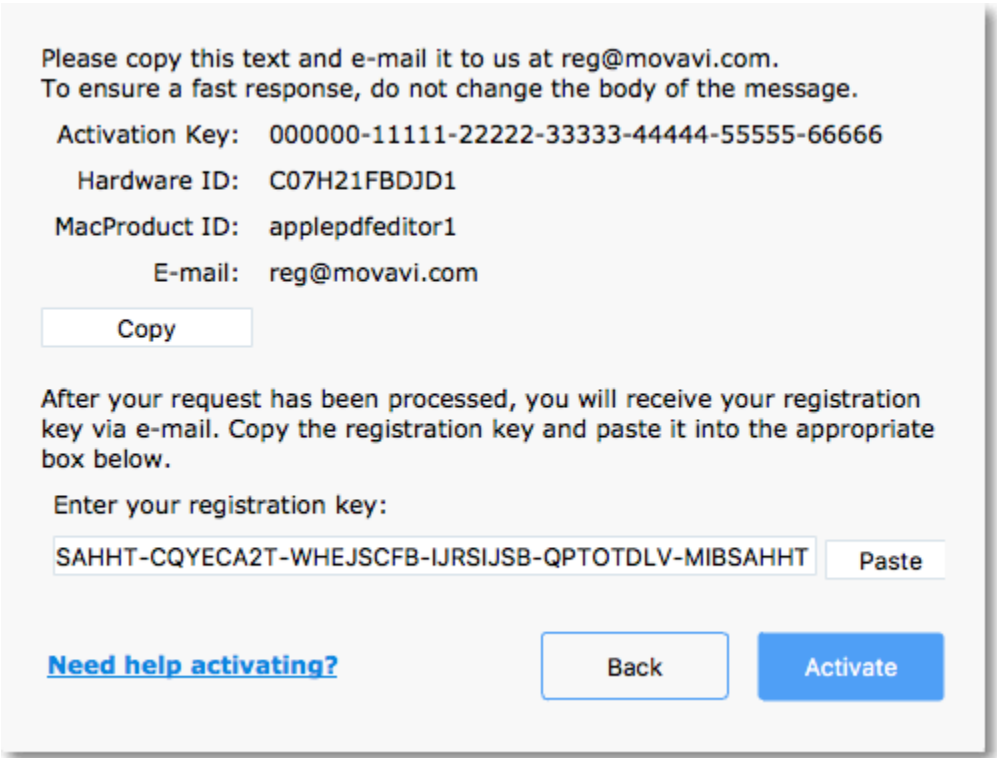 Please copy this text and e-mail it to us at reg@movavi.com.
To ensure a fast response, do not change the body of the message.
Activation Key: 000000-11111-22222-33333-44444-55555-66666
Hardware ID: C07H21FBDJD1
MacProduct ID: applepdfeditor1
E-mail: reg@movavi.com
Copy
After your request has been processed, you will receive your registration
key via e-mail. Copy the registration key and paste it into the appropriate
box below.
Enter your registration key:
SAHHT-CQYECA2T-WHEJSCFB-IJRSIJSB-QPTOTDLV-MIBSAHHT Paste
Need help activating? Back Activate